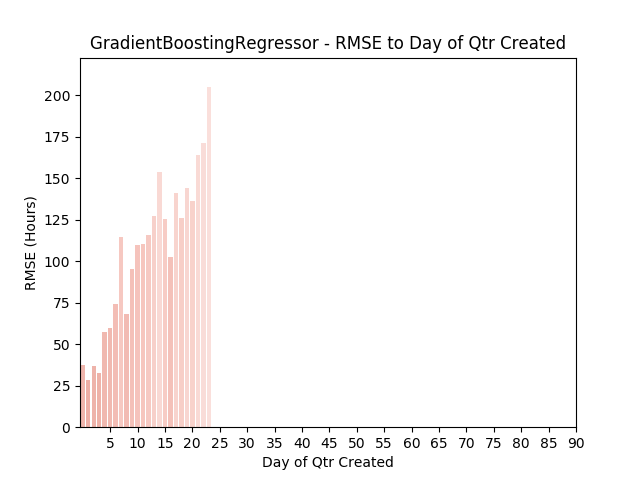 GradientBoostingRegressor - RMSE to Day of Qtr Created
RMSE (Hours)
200
175
150
125
100
75
50
25
0
5 10 15 20 25 30 35 40 45 50 55 60 65 70 75 80 85 90
Day of Qtr Created